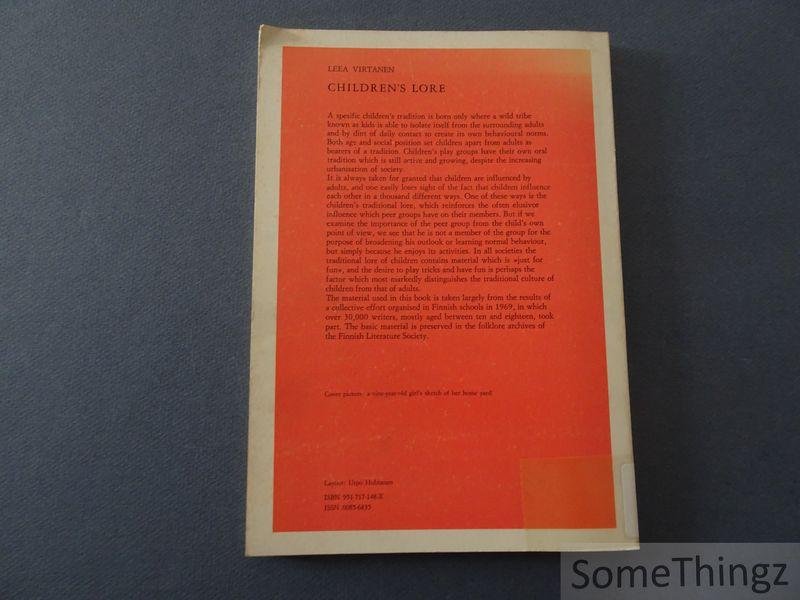 LEEA VIRTANEN
CHILDREN'S LORE
A spesific children's tradition is born only where a wild tribe
known as kids is able to isolate itself from the surrounding adults
and by dirt of daily contact to create its own behavioural norms.
Both age and social position set children apart from adults as
bearers of a tradition. Children's play groups have their own oral
tradition which is still active and growing, despite the increasing
urbanisation of society.
It is always taken for granted that children are influenced by
adults, and one easily loses sight of the fact that children influence
each other in a thousand different ways. One of these ways is the
children's traditional lore, which reinforces the often elusivor
influence which peer groups have on their members. But if we
examine the importance of the peer group from the child's own
point of view, we see that he is not a member of the group for the
purpose of broadening his outlook or learning normal behaviour,
but simply because he enjoys its activities. In all societies the
traditional lore of children contains material which is »just for
fun», and the desire to play tricks and have fun is perhaps the
factor which most markedly distinguishes the traditional culture of
children from that of adults.
The material used in this book is taken largely from the results of
a collective effort organised in Finnish schools in 1969, in which
over 30,000 writers, mostly aged between ten and eighteen, took
part. The basic material is preserved in the folklore archives of
the Finnish Literature Society.
Cover picture: a nine-year-old girl's sketch of her home yard
Layout: Urpo Huhtanen
ISBN 951-717-148-X
ISSN 0085-6835
SomeThingz